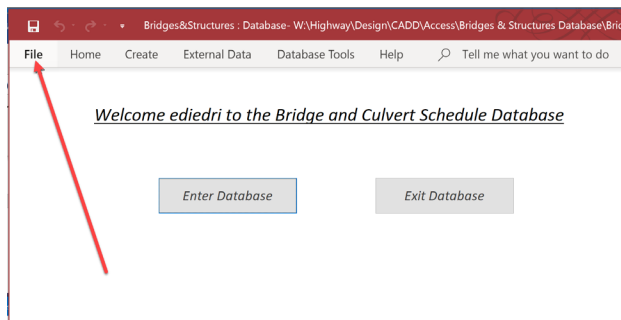 Bridges&Structures : Database- W:\Highway\Design\CADD\Access\Bridges & Structures Database\Bri
File Home Create External Data Database Tools Help Tell me what you want to do
Welcome ediedri to the Bridge and Culvert Schedule Database
Enter Database Exit Database